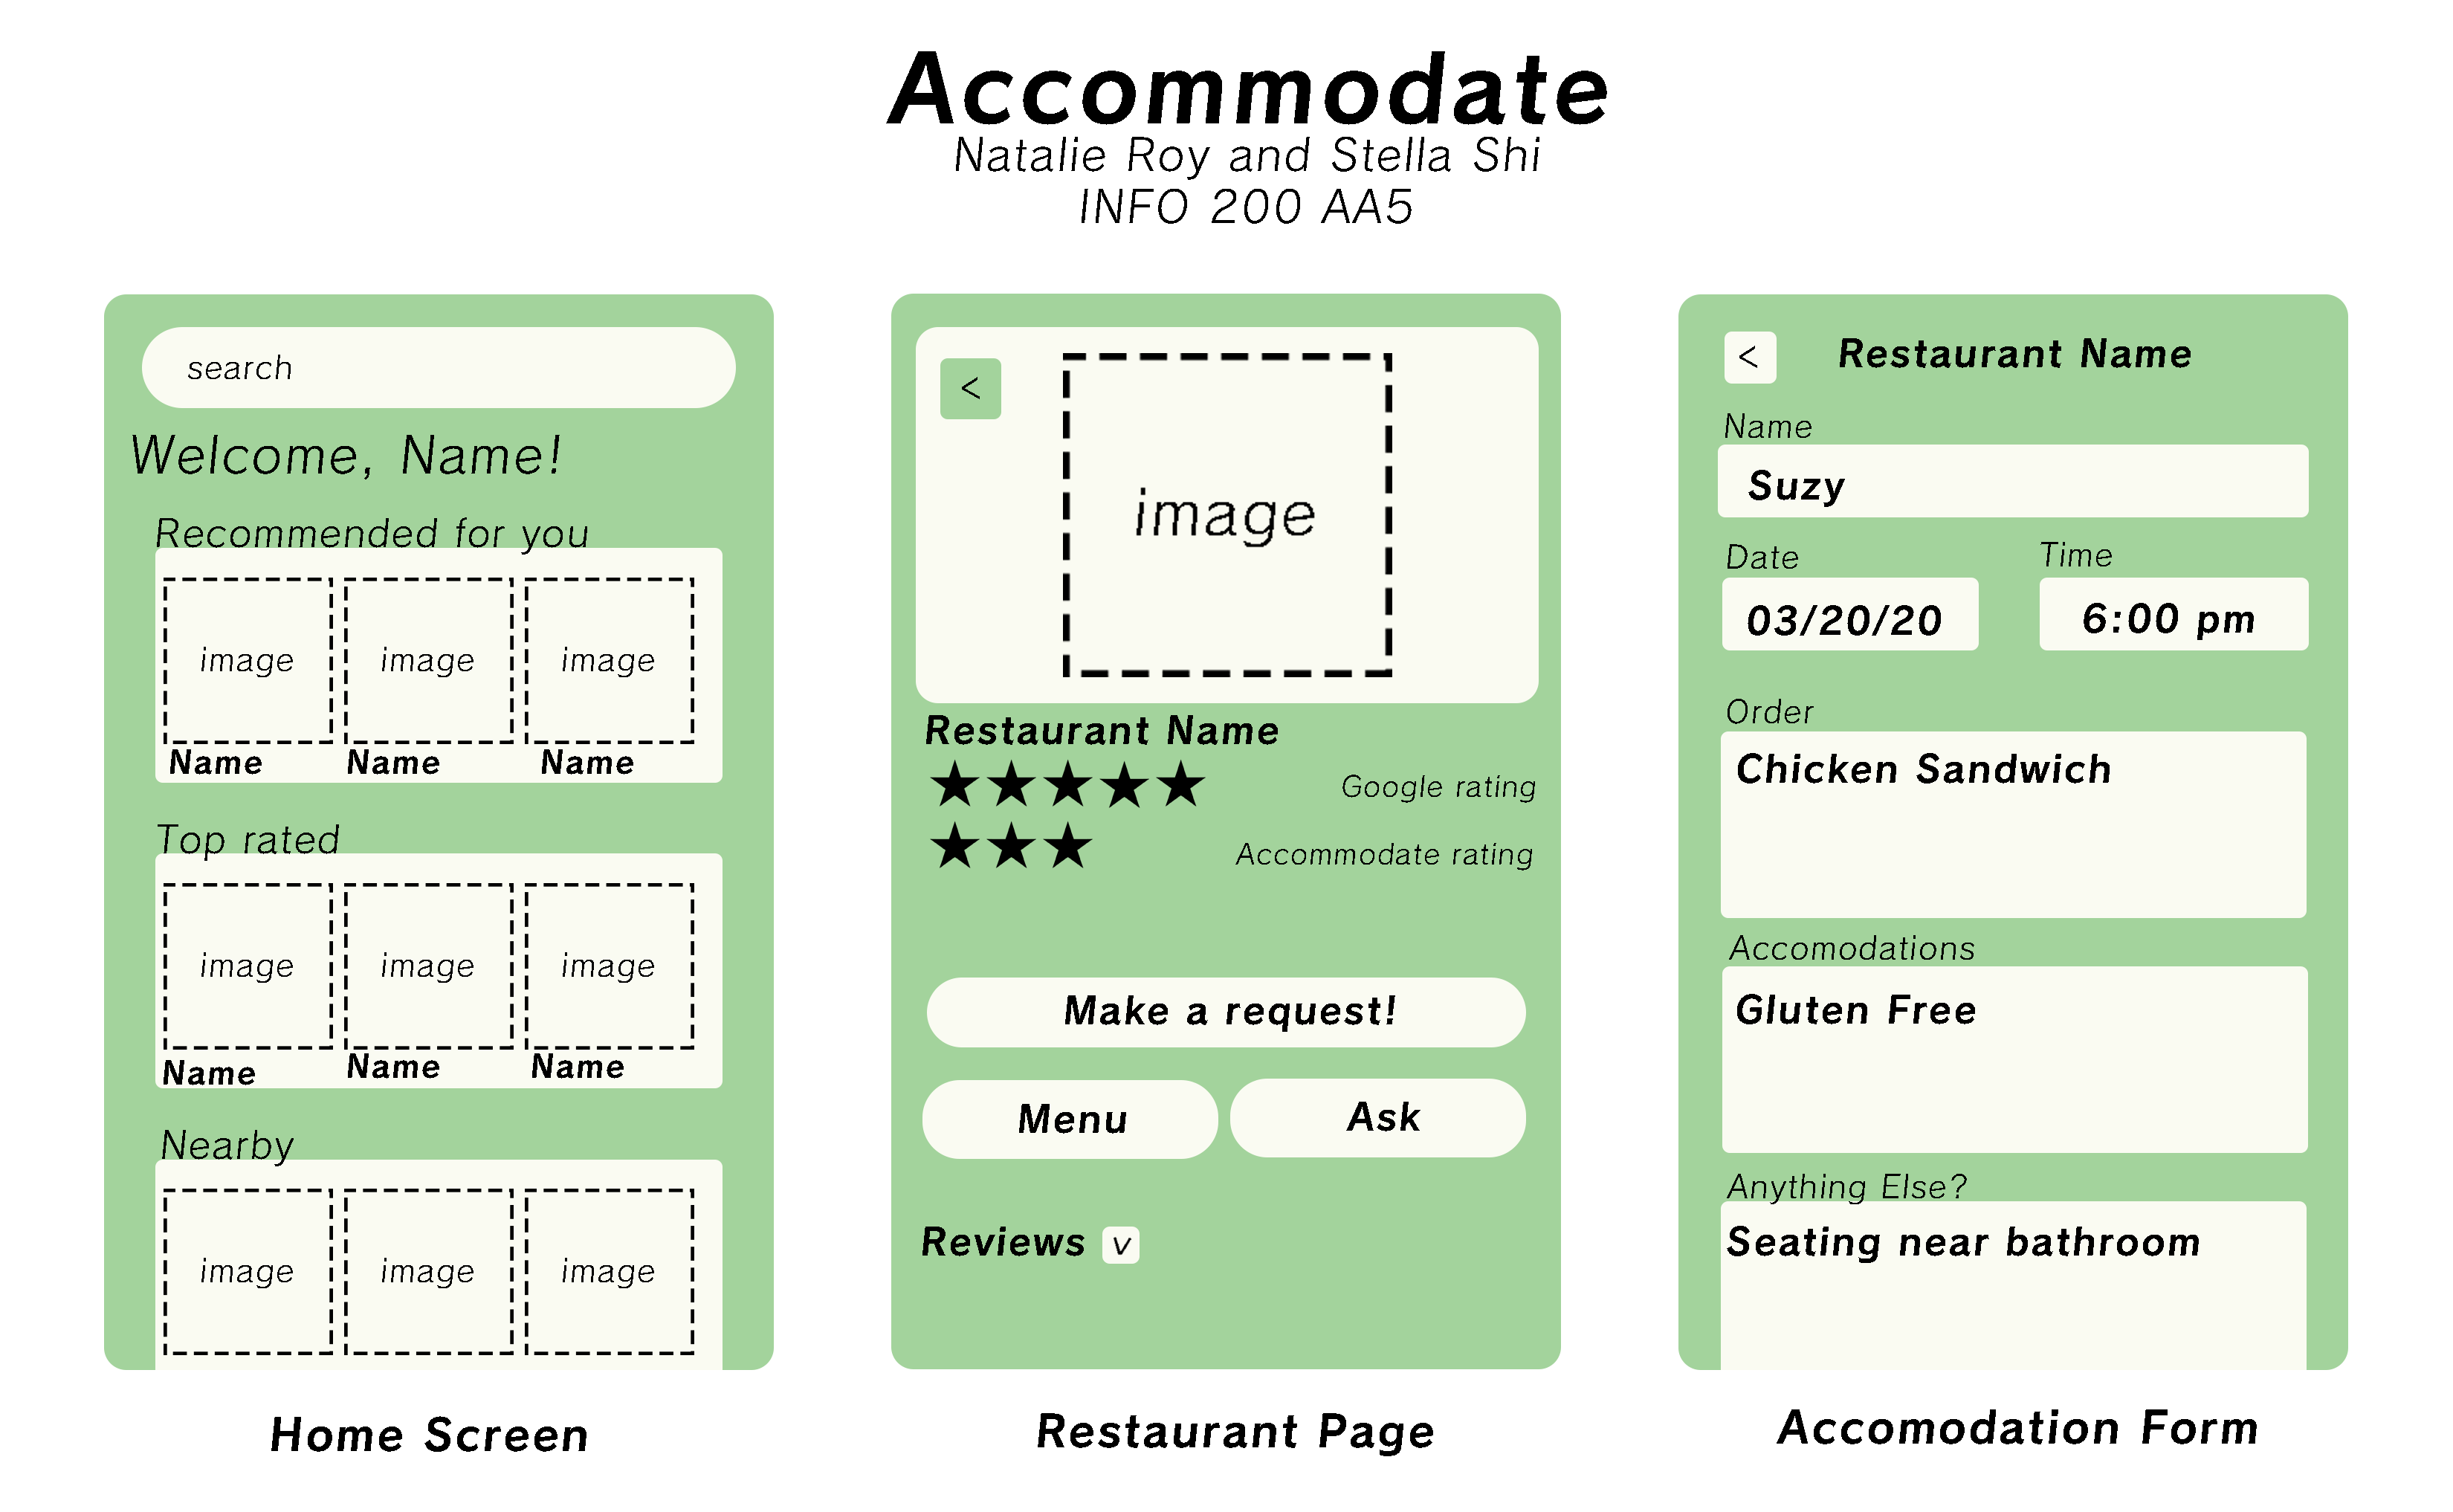 Accommodate
Natalie Roy and Stella Shi
INFO 200 AA5
search
Welcome, Name!
Recommended for you
image image image
Name Name Name
Top rated
image image image
Name Name Name
Nearby
image image image
Home Screen
<
image
Restaurant Name
★★★★★ Google rating
★★★ Accommodate rating
Make a request!
Menu Ask
Reviews v
Restaurant Page
< Restaurant Name
Name
Suzy
Date Time
03/20/20 6:00 pm
Order
Chicken Sandwich
Accomodations
Gluten Free
Anything Else?
Seating near bathroom
Accomodation Form